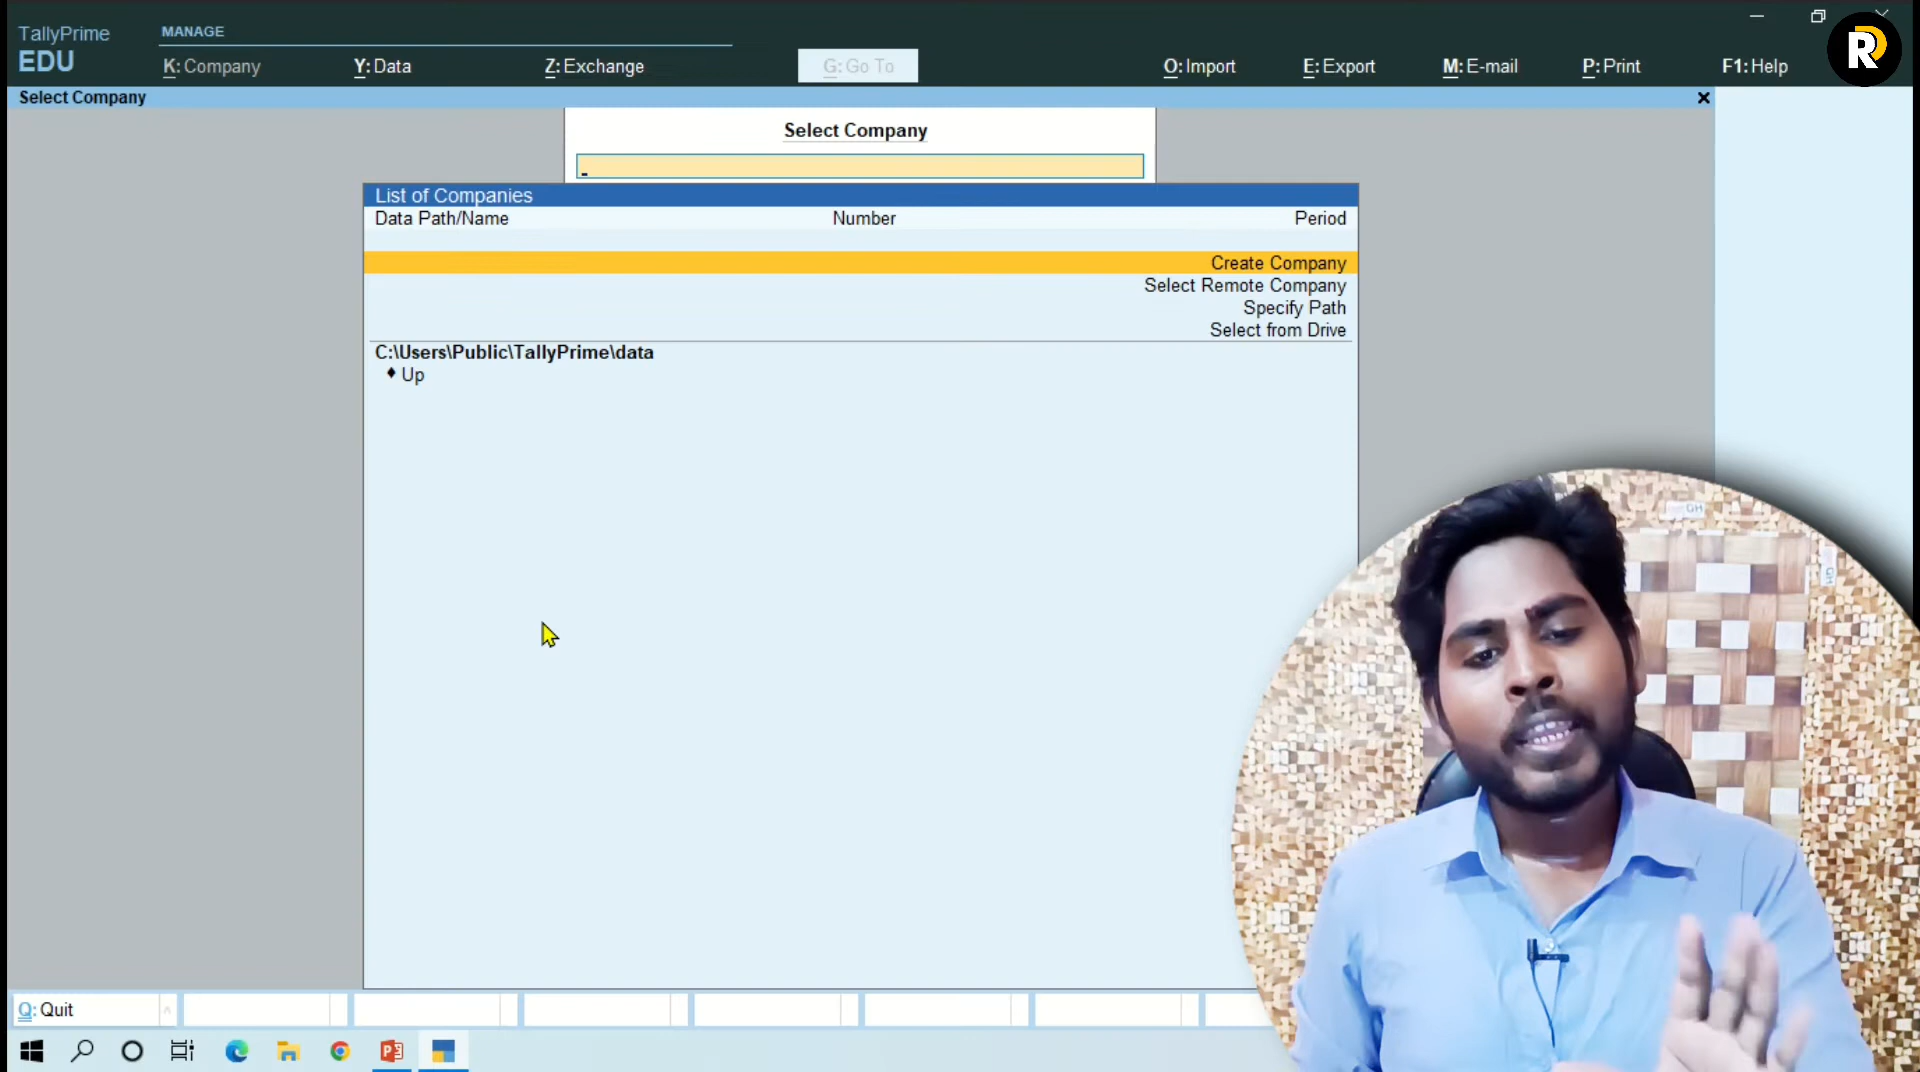 TallyPrime
EDU
MANAGE
K: Company
Y: Data
Z: Exchange
G: Go To
O: Import
E: Export
M: E-mail
P: Print
F1: Help
R
Select Company
Select Company
List of Companies
Data Path/Name Number Period
Create Company
Select Remote Company
Specify Path
Select from Drive
C:\Users\Public\TallyPrime\data
♦ Up
GH
GH
Q: Quit